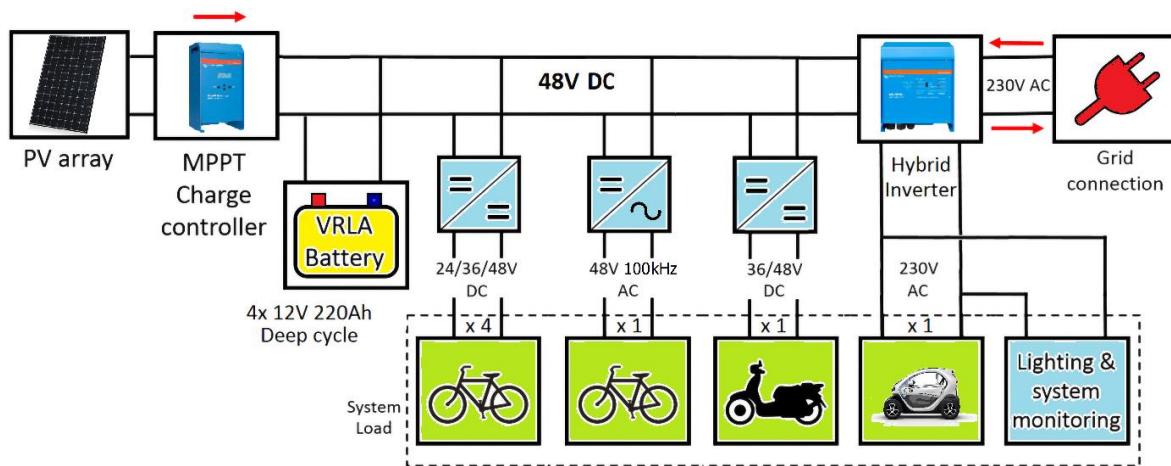 48V DC
230V AC
PV array
MPPT
Charge
controller
Hybrid
Inverter
Grid
connection
VRLA
Battery
4x 12V 220Ah
Deep cycle
24/36/48V
DC
48V 100kHz
AC
36/48V
DC
230V
AC
x 4
x 1
x 1
x 1
System
Load
Lighting &
system
monitoring